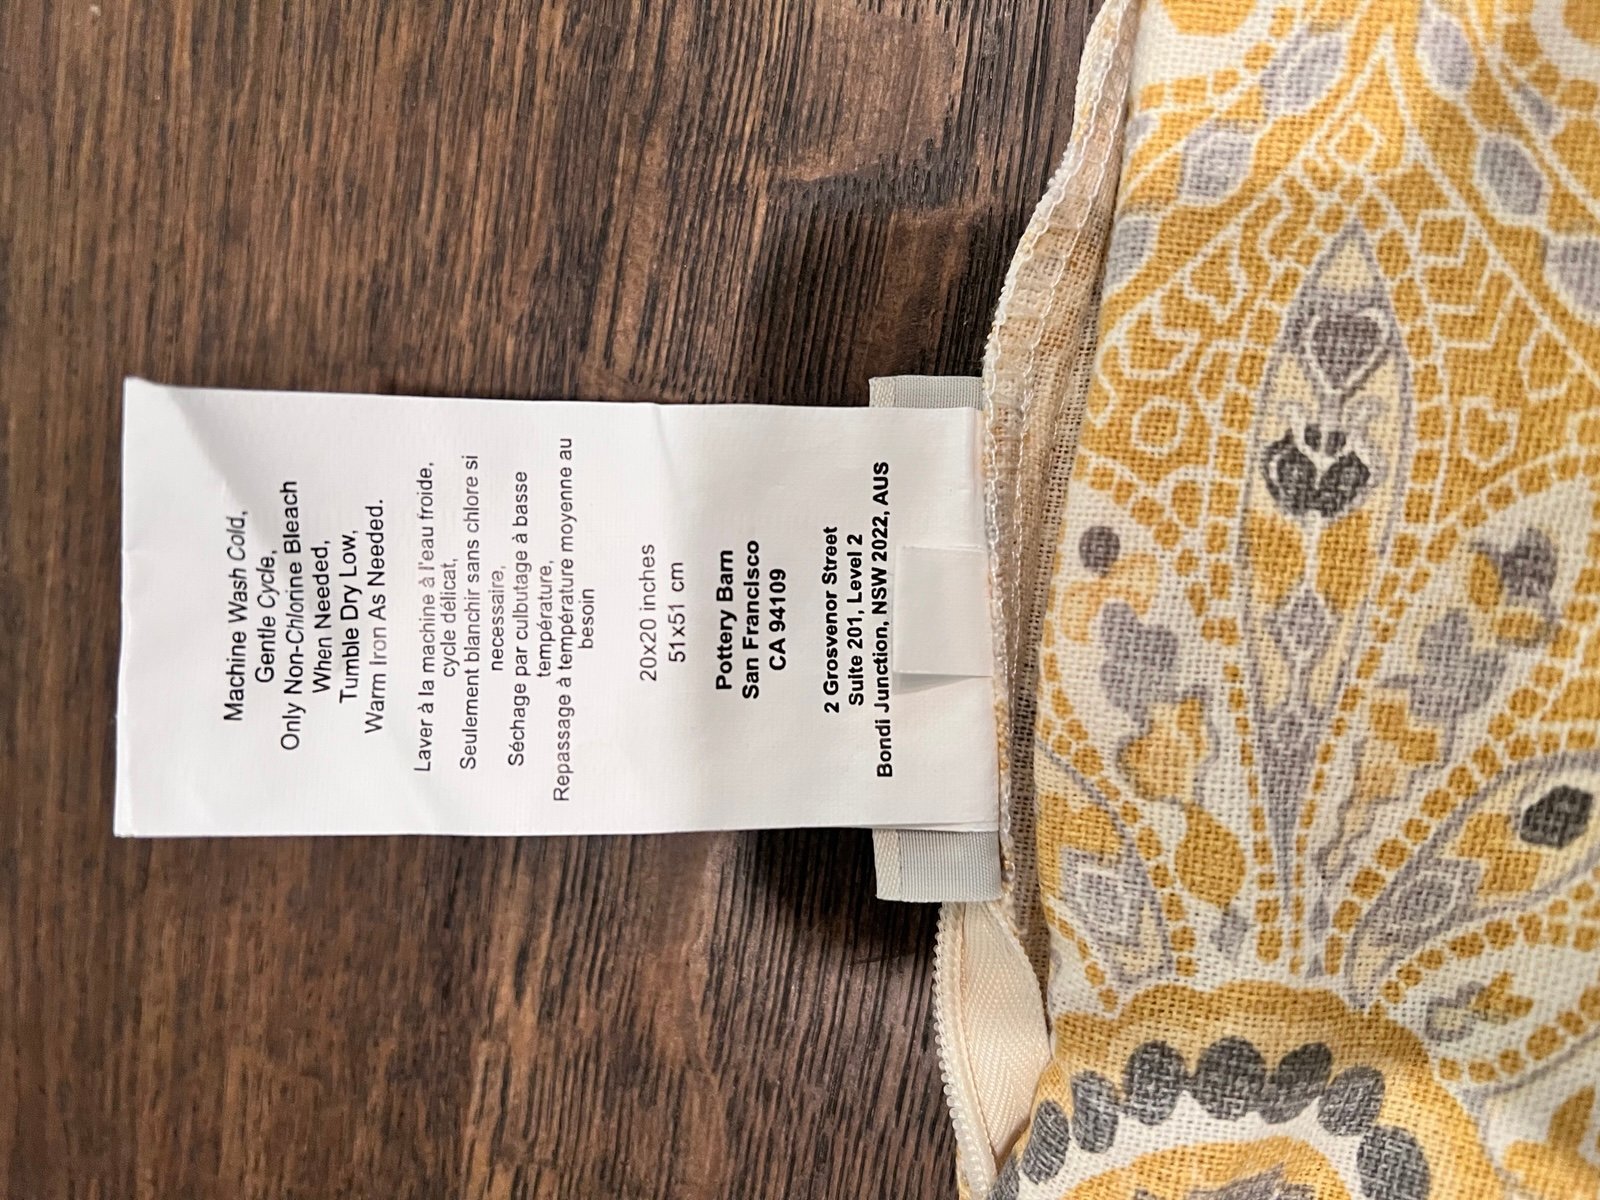 Machine Wash Cold,
Gentle Cycle,
Only Non-Chlorine Bleach
When Needed,
Tumble Dry Low,
Warm Iron As Needed.
Laver à la machine à l'eau froide,
cycle délicat,
Seulement blanchir sans chlore si
necessaire,
Séchage par culbutage à basse
température,
Repassage à température moyenne au
besoin
20x20 inches
51x51 cm
Pottery Barn
San Francisco
CA 94109
2 Grosvenor Street
Suite 201, Level 2
Bondi Junction, NSW 2022, AUS